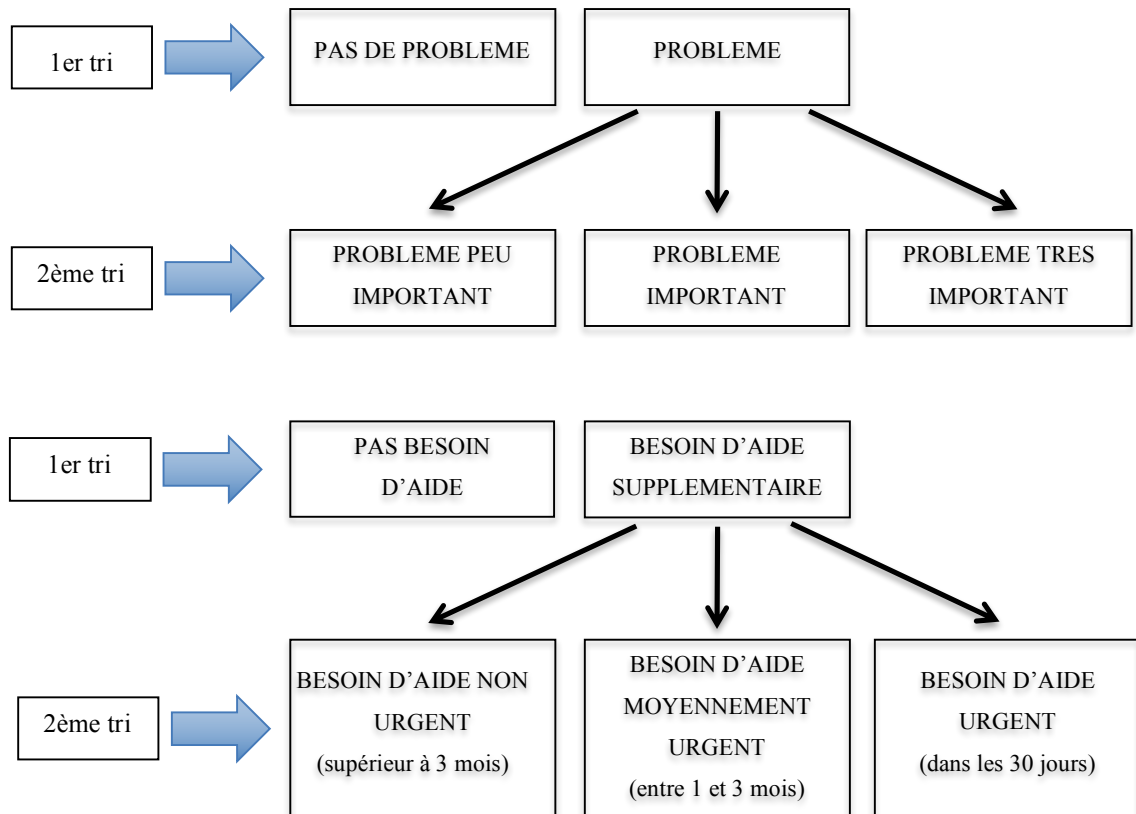 1er tri
PAS DE PROBLEME
PROBLEME
2ème tri
PROBLEME PEU
IMPORTANT
PROBLEME
IMPORTANT
PROBLEME TRES
IMPORTANT
1er tri
PAS BESOIN
D’AIDE
BESOIN D’AIDE
SUPPLEMENTAIRE
2ème tri
BESOIN D’AIDE NON
URGENT
(supérieur à 3 mois)
BESOIN D’AIDE
MOYENNEMENT
URGENT
(entre 1 et 3 mois)
BESOIN D’AIDE
URGENT
(dans les 30 jours)